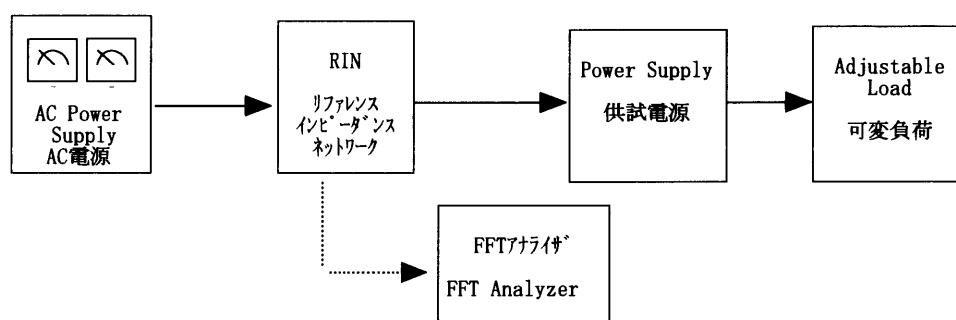 AC Power
Supply
AC電源
RIN
リファレンス
インピーダンス
ネットワーク
Power Supply
供試電源
Adjustable
Load
可変負荷
FFTアナライザ
FFT Analyzer